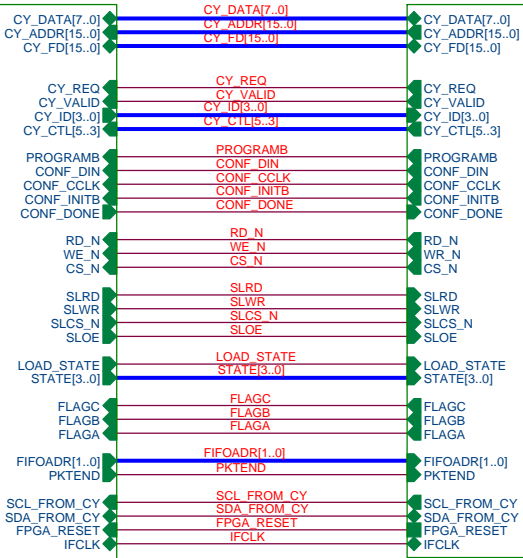 CY_DATA[7..0] CY_DATA[7..0] CY_DATA[7..0]
CY_ADDR[15..0] CY_ADDR[15..0] CY_ADDR[15..0]
CY_FD[15..0] CY_FD[15..0] CY_FD[15..0]
CY_REQ CY_REQ CY_REQ
CY_VALID CY_VALID CY_VALID
CY_ID[3..0] CY_ID[3..0] CY_ID[3..0]
CY_CTL[5..3] CY_CTL[5..3] CY_CTL[5..3]
PROGRAMB PROGRAMB PROGRAMB
CONF_DIN CONF_DIN CONF_DIN
CONF_CCLK CONF_CCLK CONF_CCLK
CONF_INITB CONF_INITB CONF_INITB
CONF_DONE CONF_DONE CONF_DONE
RD_N RD_N RD_N
WE_N WE_N WR_N
CS_N CS_N CS_N
SLRD SLRD SLRD
SLWR SLWR SLWR
SLCS_N SLCS_N SLCS_N
SLOE SLOE SLOE
LOAD_STATE LOAD_STATE LOAD_STATE
STATE[3..0] STATE[3..0] STATE[3..0]
FLAGC FLAGC FLAGC
FLAGB FLAGB FLAGB
FLAGA FLAGA FLAGA
FIFOADR[1..0] FIFOADR[1..0] FIFOADR[1..0]
PKTEND PKTEND PKTEND
SCL_FROM_CY SCL_FROM_CY SCL_FROM_CY
SDA_FROM_CY SDA_FROM_CY SDA_FROM_CY
FPGA_RESET FPGA_RESET FPGA_RESET
IFCLK IFCLK IFCLK